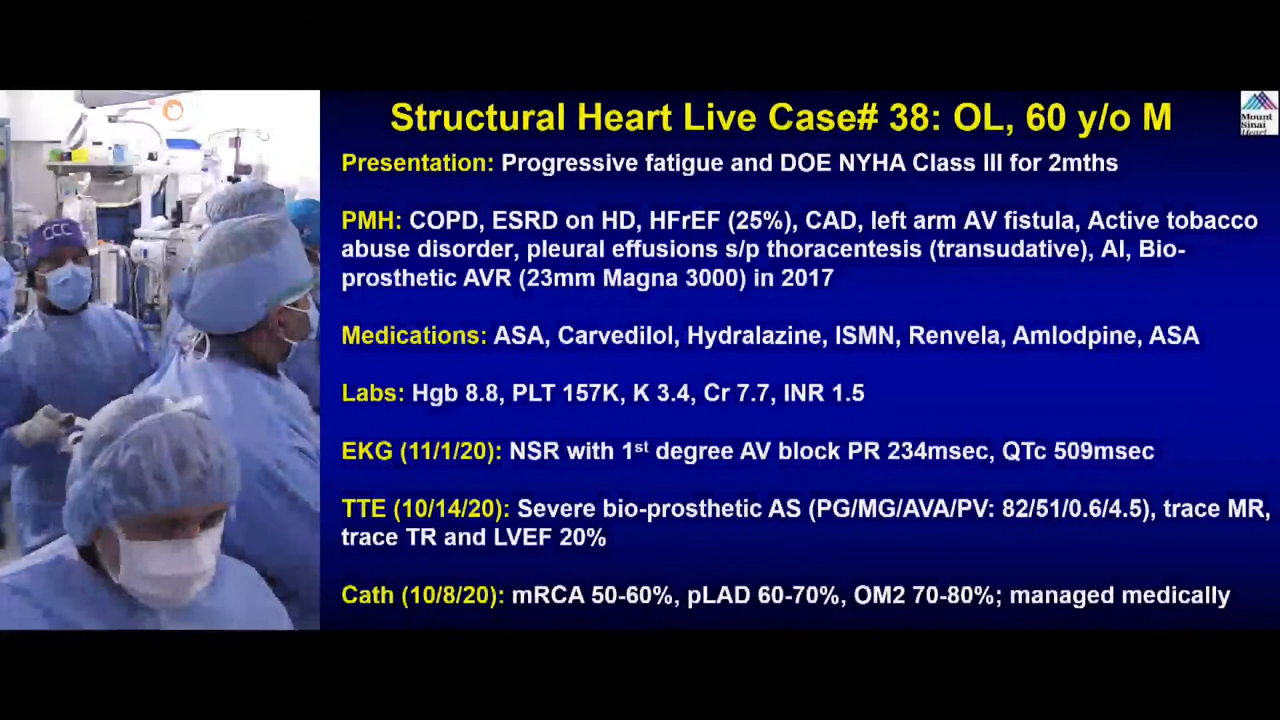 Structural Heart Live Case# 38: OL, 60 y/o M
Mount
Sinai
Heart
Presentation: Progressive fatigue and DOE NYHA Class III for 2mths
PMH: COPD, ESRD on HD, HFrEF (25%), CAD, left arm AV fistula, Active tobacco
abuse disorder, pleural effusions s/p thoracentesis (transudative), AI, Bio-
prosthetic AVR (23mm Magna 3000) in 2017
Medications: ASA, Carvedilol, Hydralazine, ISMN, Renvela, Amlodpine, ASA
Labs: Hgb 8.8, PLT 157K, K 3.4, Cr 7.7, INR 1.5
EKG (11/1/20): NSR with 1st degree AV block PR 234msec, QTc 509msec
TTE (10/14/20): Severe bio-prosthetic AS (PG/MG/AVA/PV: 82/51/0.6/4.5), trace MR,
trace TR and LVEF 20%
Cath (10/8/20): mRCA 50-60%, pLAD 60-70%, OM2 70-80%; managed medically